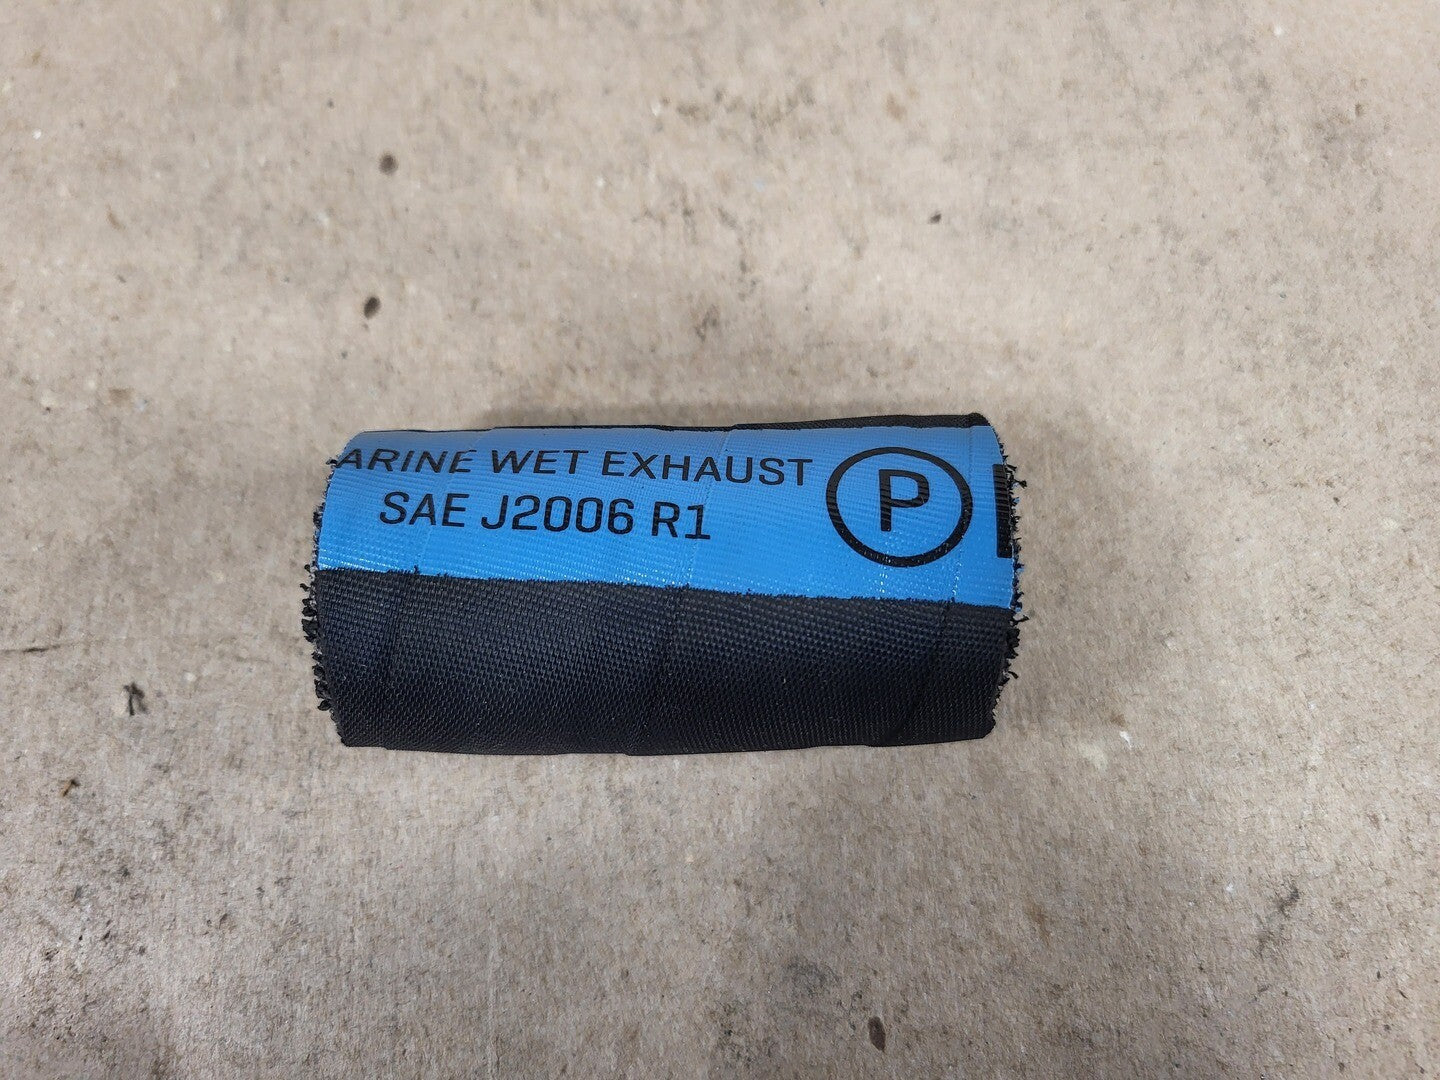 ARINE WET EXHAUST
SAE J2006 R1
P